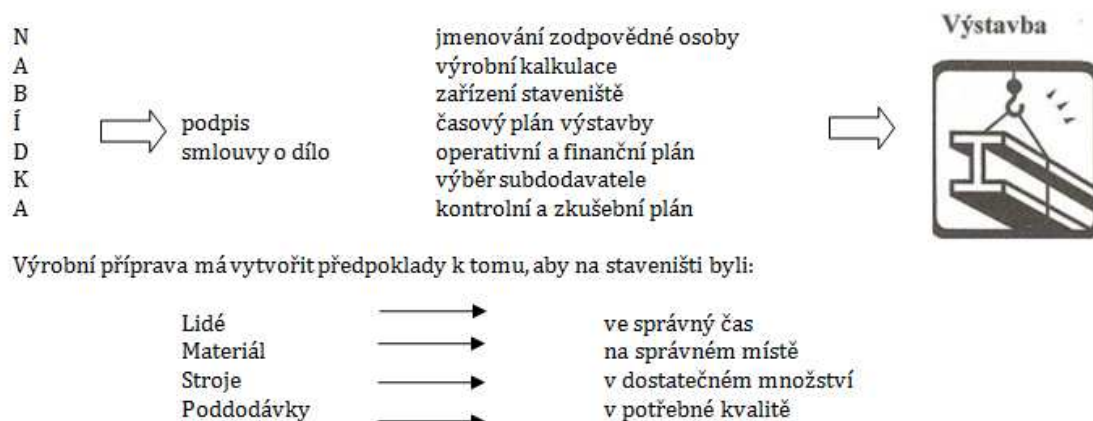 Výstavba
N jmenování zodpovědné osoby
A výrobní kalkulace
B zařízení staveniště
Í podpis časový plán výstavby
D smlouvy o dílo operativní a finanční plán
K výběr subdodavatele
A kontrolní a zkušební plán
Výrobní příprava má vytvořit předpoklady k tomu, aby na staveništi byli:
Lidé ve správný čas
Materiál na správném místě
Stroje v dostatečném množství
Poddodávky v potřebné kvalitě